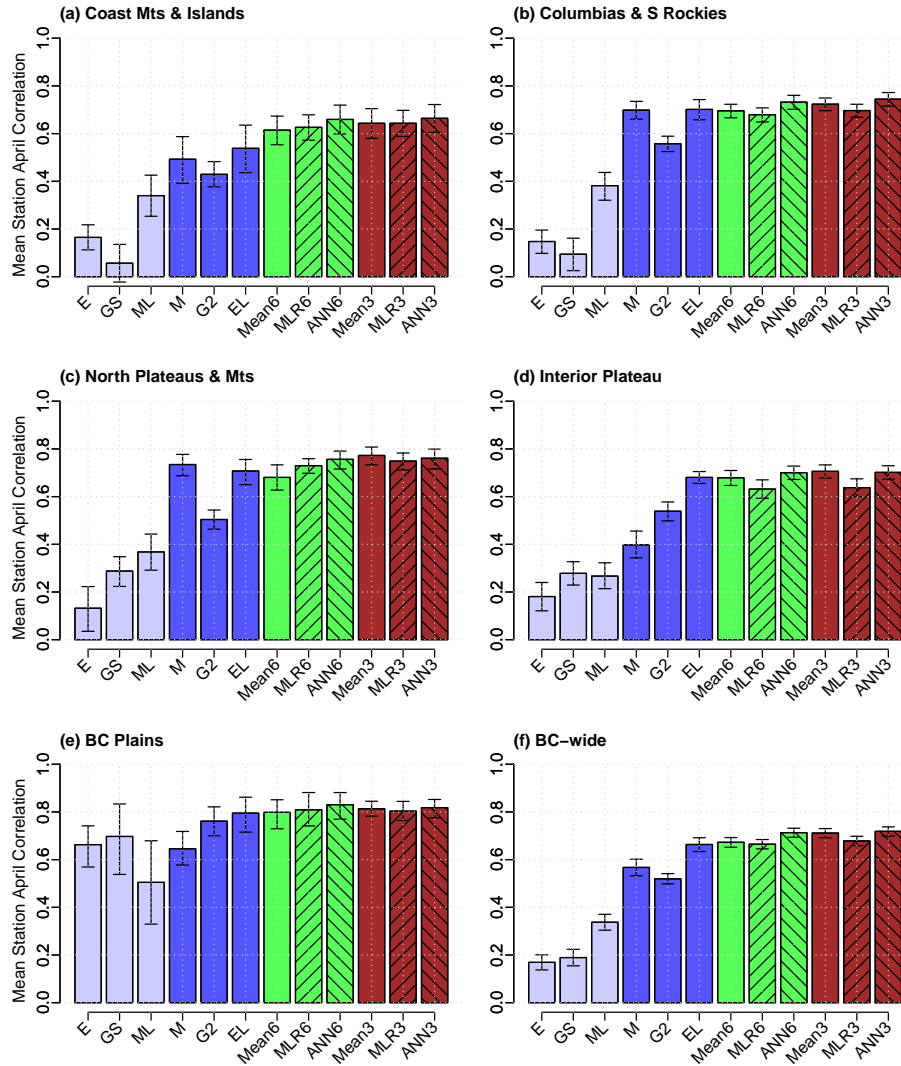 (a) Coast Mts & Islands
Mean Station April Correlation
0.0 0.2 0.4 0.6 0.8 1.0
E GS ML M G2 EL Mean6 MLR6 ANN6 Mean3 MLR3 ANN3
(b) Columbias & S Rockies
0.0 0.2 0.4 0.6 0.8 1.0
E GS ML M G2 EL Mean6 MLR6 ANN6 Mean3 MLR3 ANN3
(c) North Plateaus & Mts
Mean Station April Correlation
0.0 0.2 0.4 0.6 0.8 1.0
E GS ML M G2 EL Mean6 MLR6 ANN6 Mean3 MLR3 ANN3
(d) Interior Plateau
0.0 0.2 0.4 0.6 0.8 1.0
E GS ML M G2 EL Mean6 MLR6 ANN6 Mean3 MLR3 ANN3
(e) BC Plains
Mean Station April Correlation
0.0 0.2 0.4 0.6 0.8 1.0
E GS ML M G2 EL Mean6 MLR6 ANN6 Mean3 MLR3 ANN3
(f) BC−wide
0.0 0.2 0.4 0.6 0.8 1.0
E GS ML M G2 EL Mean6 MLR6 ANN6 Mean3 MLR3 ANN3